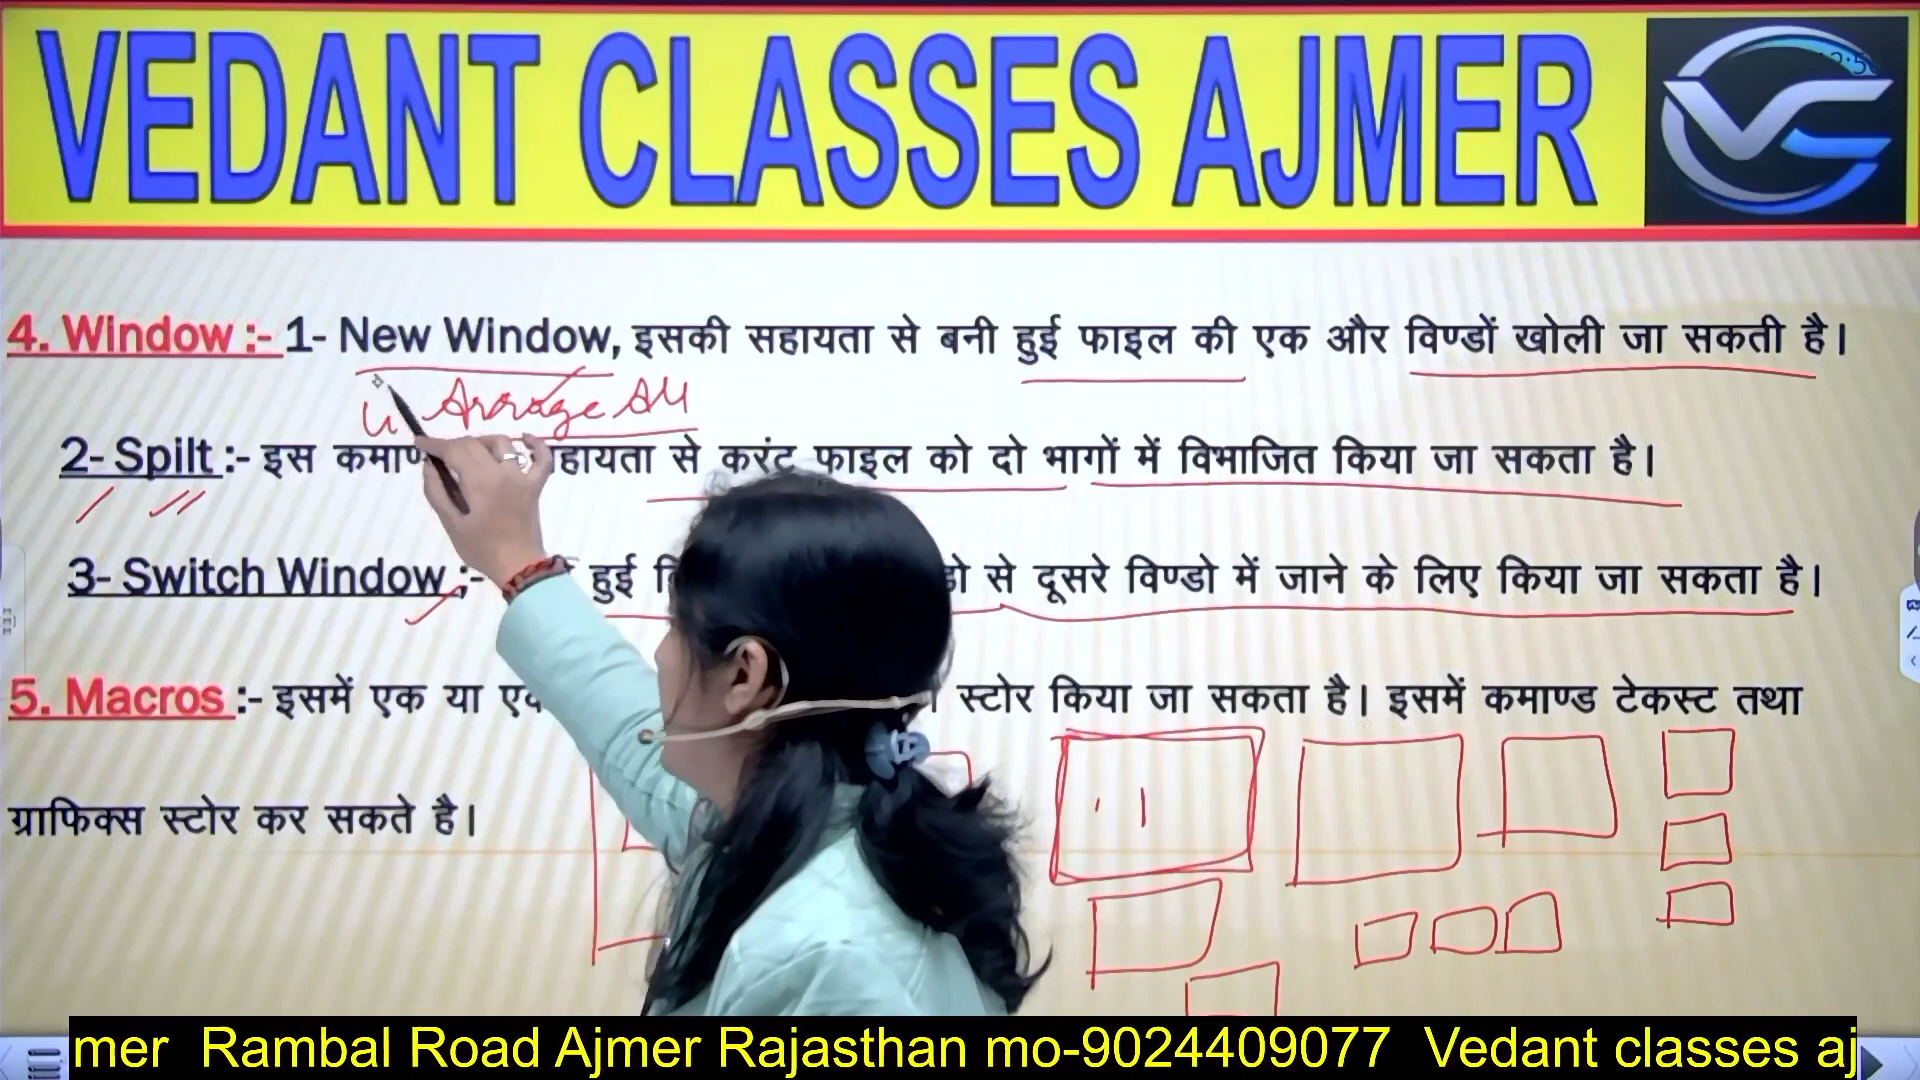 VEDANT CLASSES AJMER
4. Window :- 1- New Window, इसकी सहायता से बनी हुई फाइल की एक और विण्डों खोली जा सकती है।
Arrange All
2- Spilt :- इस सहायता से करंट फाइल को दो भागों में विभाजित किया जा सकता है।
3- Switch Window :- हुई से दूसरे विण्डो में जाने के लिए किया जा सकता है।
5. Macros :- इसमें एक या स्टोर किया जा सकता है। इसमें कमाण्ड टेकस्ट तथा
ग्राफिक्स स्टोर कर सकते है।
mer Rambal Road Ajmer Rajasthan mo-9024409077 Vedant classes aj